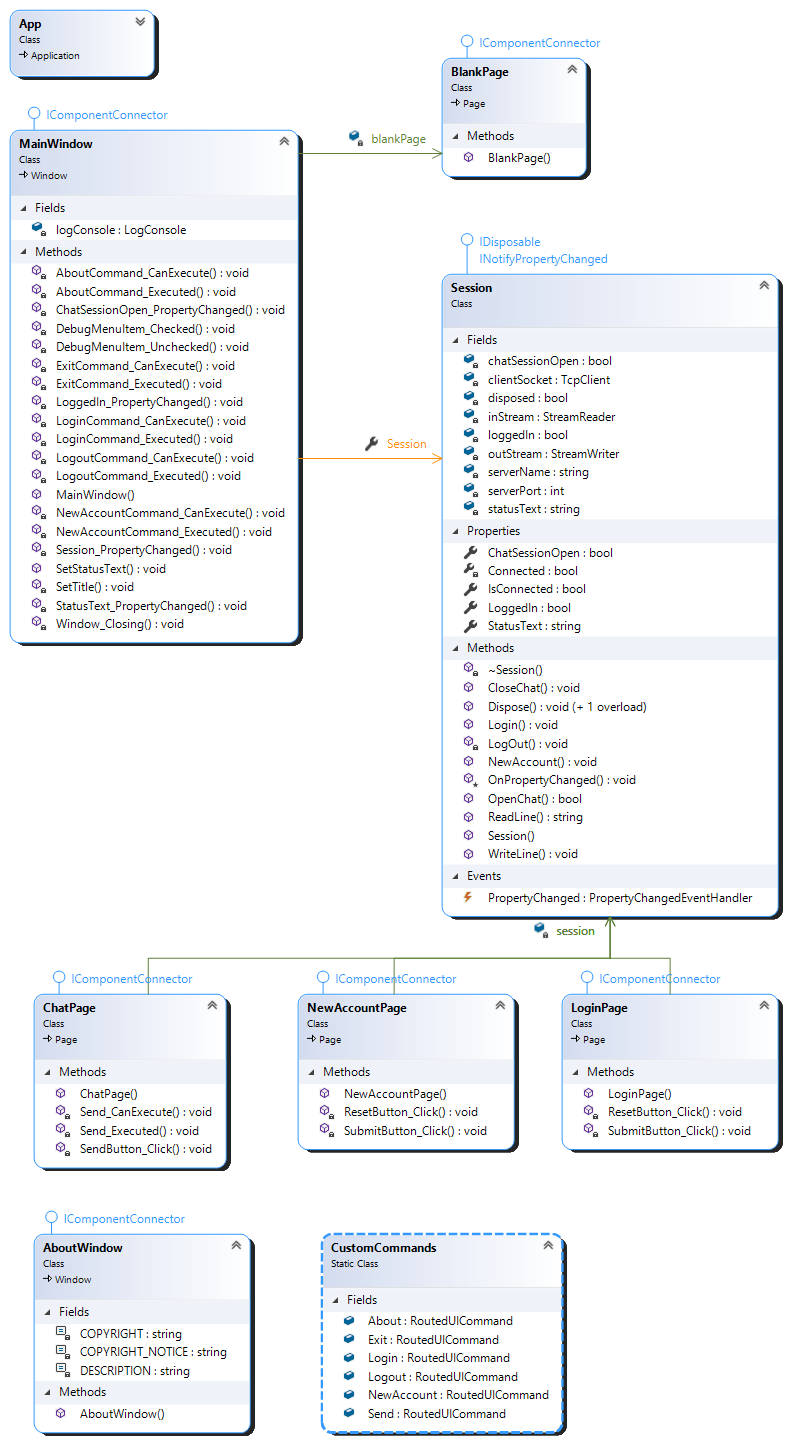 App
Class
Application
IComponentConnector
MainWindow
Class
Window
Fields
logConsole : LogConsole
Methods
AboutCommand_CanExecute() : void
AboutCommand_Executed() : void
ChatSessionOpen_PropertyChanged() : void
DebugMenuItem_Checked() : void
DebugMenuItem_Unchecked() : void
ExitCommand_CanExecute() : void
ExitCommand_Executed() : void
LoggedIn_PropertyChanged() : void
LoginCommand_CanExecute() : void
LoginCommand_Executed() : void
LogoutCommand_CanExecute() : void
LogoutCommand_Executed() : void
MainWindow()
NewAccountCommand_CanExecute() : void
NewAccountCommand_Executed() : void
Session_PropertyChanged() : void
SetStatusText() : void
SetTitle() : void
StatusText_PropertyChanged() : void
Window_Closing() : void
blankPage
IComponentConnector
BlankPage
Class
Page
Methods
BlankPage()
Session
IDisposable
INotifyPropertyChanged
Session
Class
Fields
chatSessionOpen : bool
clientSocket : TcpClient
disposed : bool
inStream : StreamReader
loggedIn : bool
outStream : StreamWriter
serverName : string
serverPort : int
statusText : string
Properties
ChatSessionOpen : bool
Connected : bool
IsConnected : bool
LoggedIn : bool
StatusText : string
Methods
~Session()
CloseChat() : void
Dispose() : void (+ 1 overload)
Login() : void
LogOut() : void
NewAccount() : void
OnPropertyChanged() : void
OpenChat() : bool
ReadLine() : string
Session()
WriteLine() : void
Events
PropertyChanged : PropertyChangedEventHandler
session
IComponentConnector
ChatPage
Class
Page
Methods
ChatPage()
Send_CanExecute() : void
Send_Executed() : void
SendButton_Click() : void
IComponentConnector
NewAccountPage
Class
Page
Methods
NewAccountPage()
ResetButton_Click() : void
SubmitButton_Click() : void
IComponentConnector
LoginPage
Class
Page
Methods
LoginPage()
ResetButton_Click() : void
SubmitButton_Click() : void
IComponentConnector
AboutWindow
Class
Window
Fields
COPYRIGHT : string
COPYRIGHT_NOTICE : string
DESCRIPTION : string
Methods
AboutWindow()
CustomCommands
Static Class
Fields
About : RoutedUICommand
Exit : RoutedUICommand
Login : RoutedUICommand
Logout : RoutedUICommand
NewAccount : RoutedUICommand
Send : RoutedUICommand